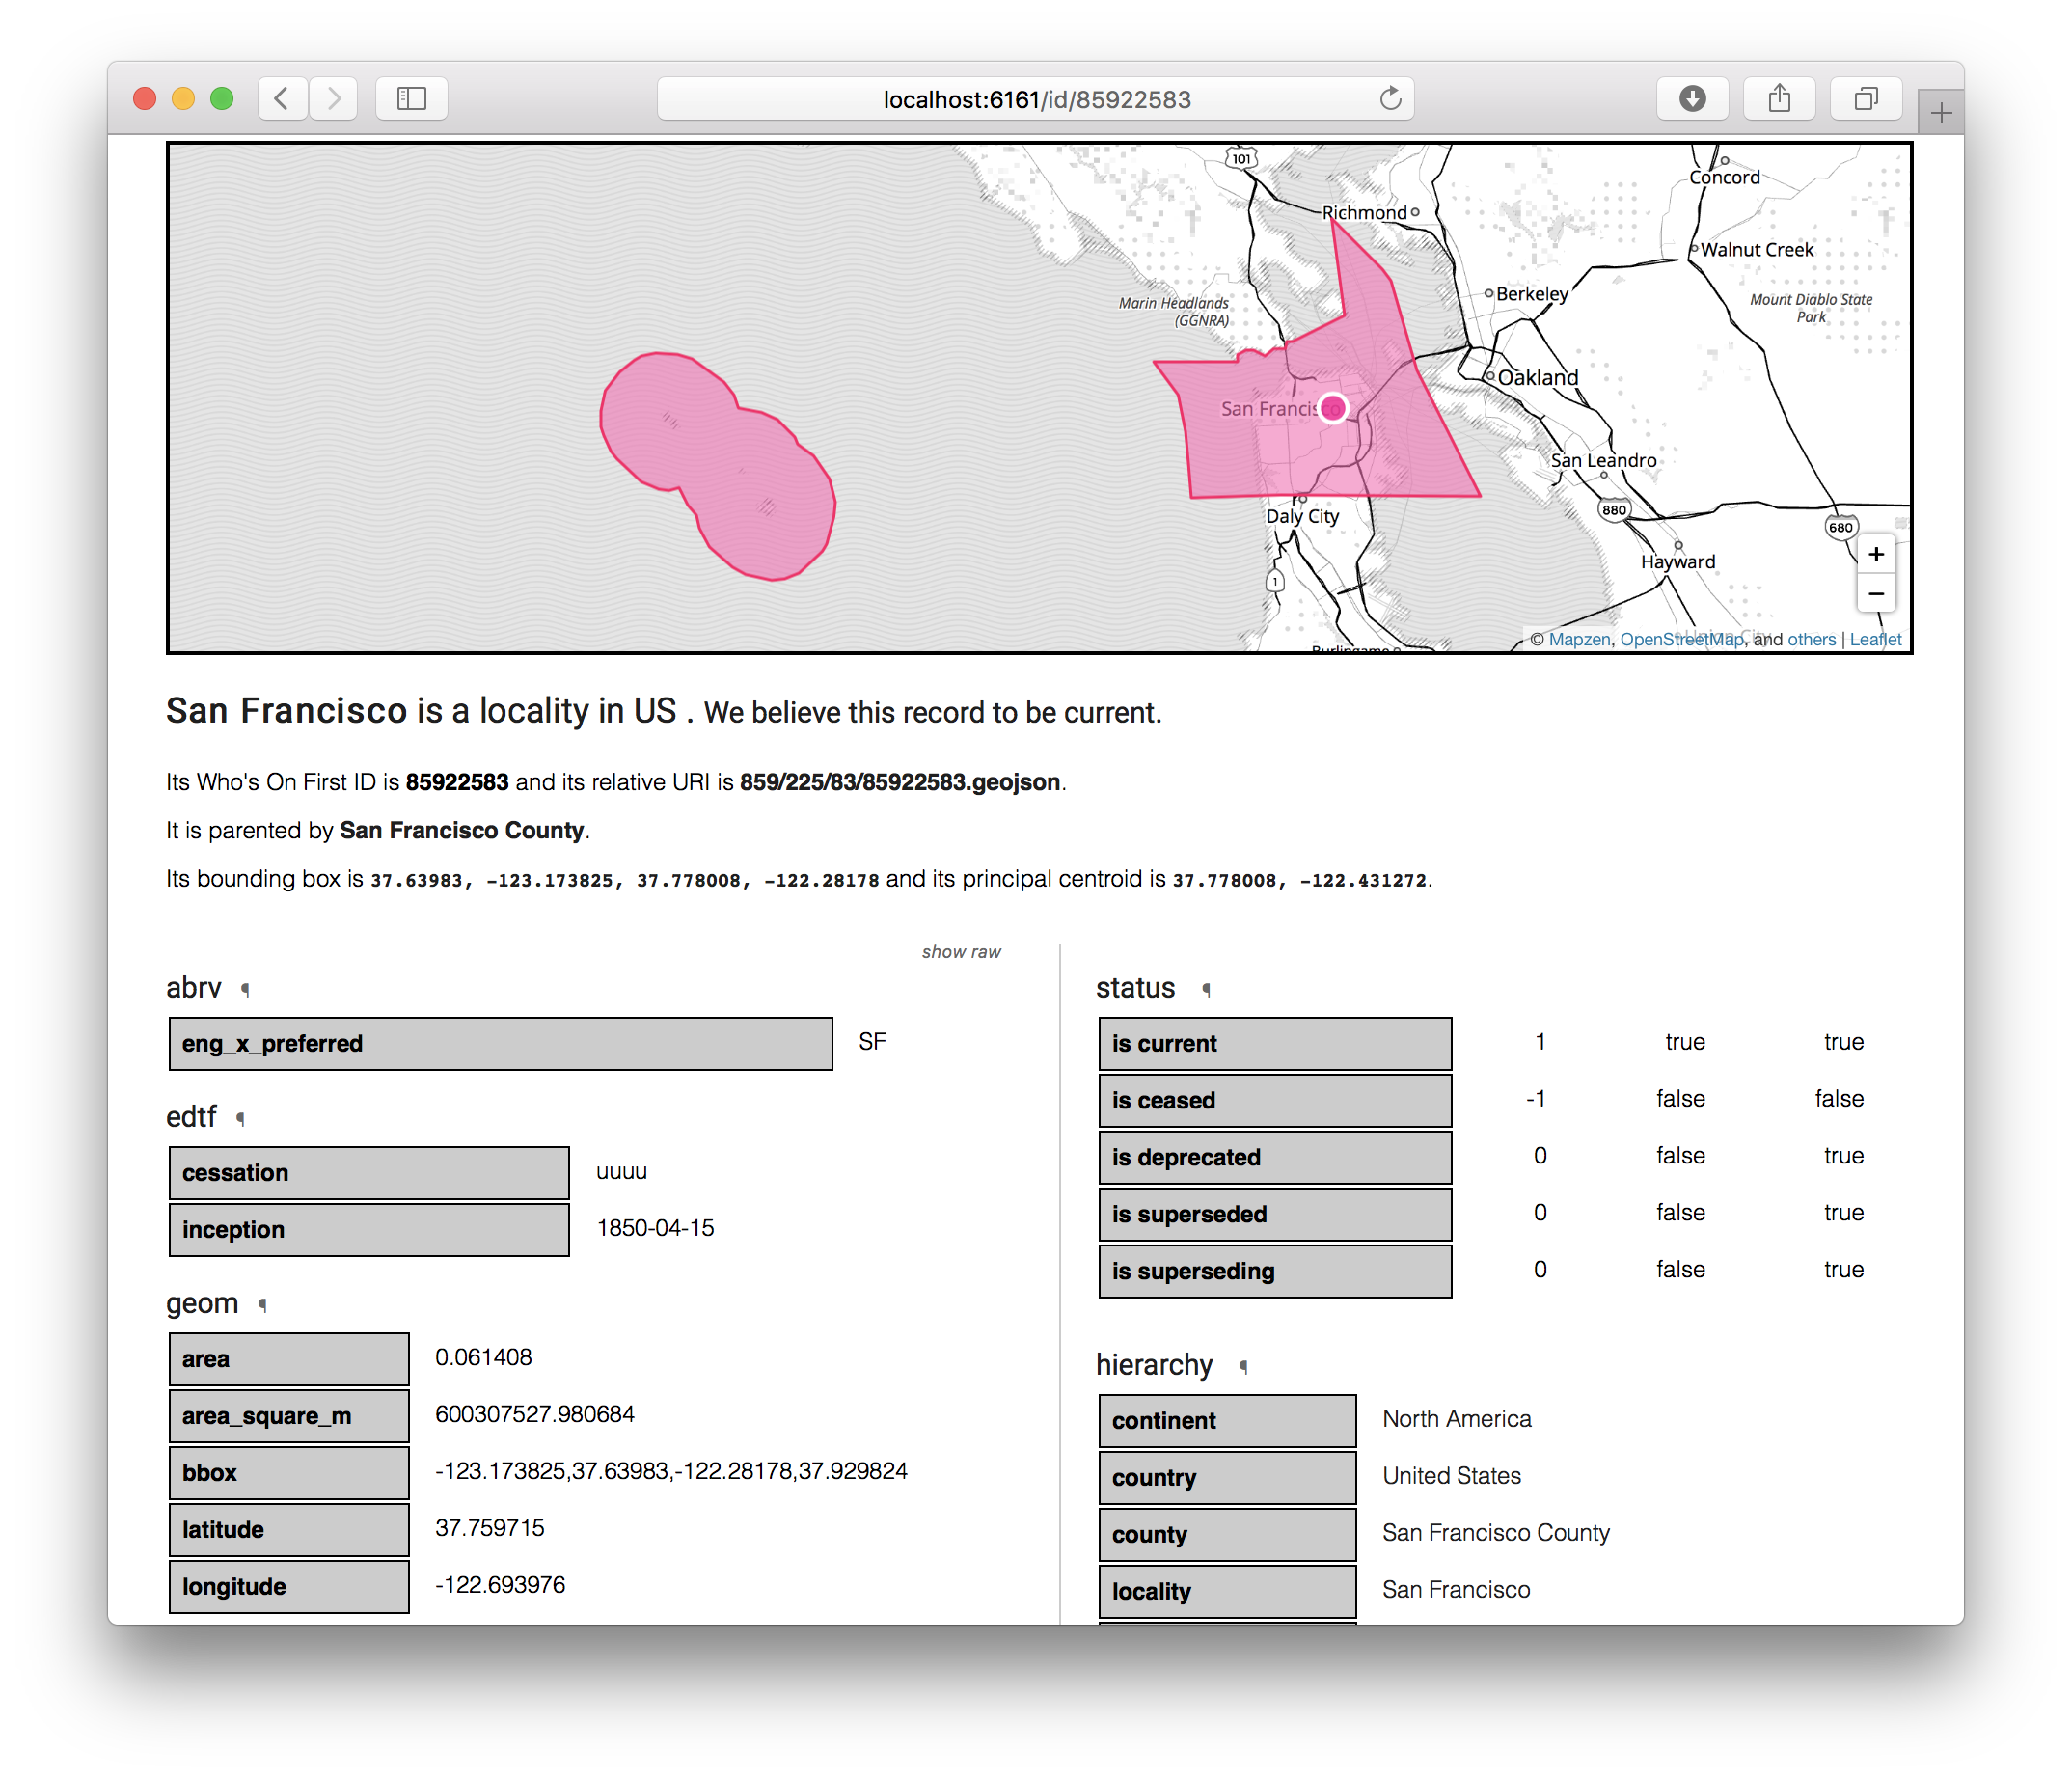 localhost:6161/id/85922583
101
Concord
Richmond
Walnut Creek
Berkeley
Marin Headlands
(GGNRA)
Mount Diablo State
Park
Oakland
San Francisco
San Leandro
880
Daly City
680
Hayward
+
1
−
© Mapzen, OpenStreetMap, and others | Leaflet
Burlingame
San Francisco is a locality in US . We believe this record to be current.
Its Who's On First ID is 85922583 and its relative URI is 859/225/83/85922583.geojson.
It is parented by San Francisco County.
Its bounding box is 37.63983, -123.173825, 37.778008, -122.28178 and its principal centroid is 37.778008, -122.431272.
show raw
abrv ¶
eng_x_preferred SF
edtf ¶
cessation uuuu
inception 1850-04-15
geom ¶
area 0.061408
area_square_m 600307527.980684
bbox -123.173825,37.63983,-122.28178,37.929824
latitude 37.759715
longitude -122.693976
status ¶
is current 1 true true
is ceased -1 false false
is deprecated 0 false true
is superseded 0 false true
is superseding 0 false true
hierarchy ¶
continent North America
country United States
county San Francisco County
locality San Francisco